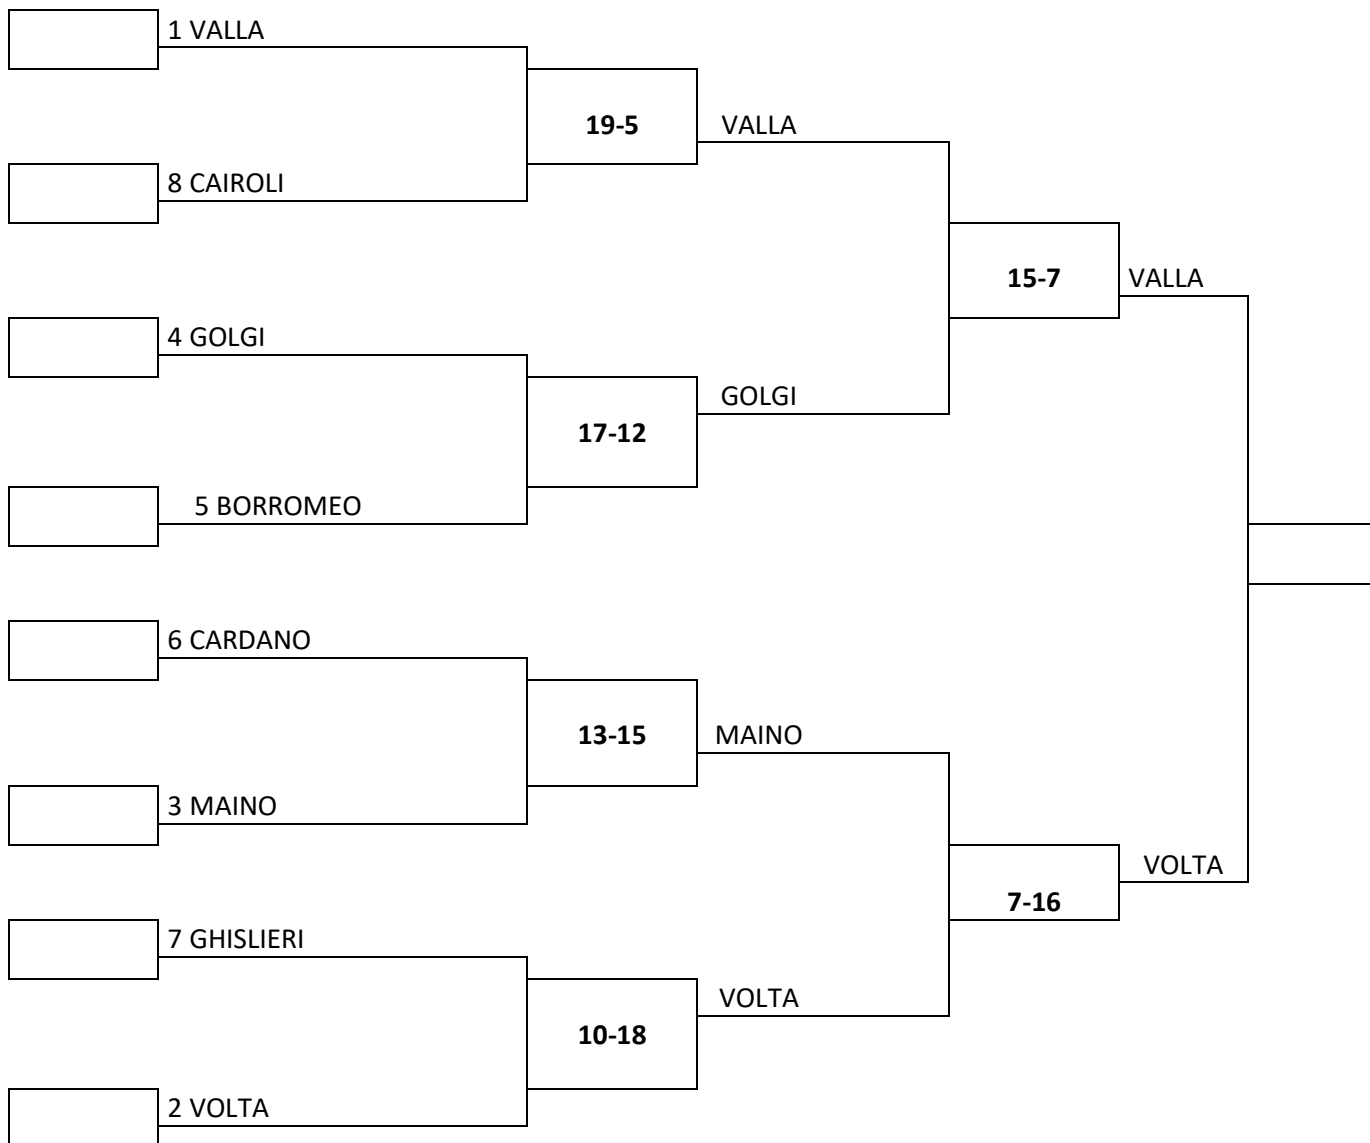 1 VALLA
19-5
VALLA
8 CAIROLI
15-7
VALLA
4 GOLGI
GOLGI
17-12
5 BORROMEO
6 CARDANO
13-15
MAINO
3 MAINO
VOLTA
7-16
7 GHISLIERI
VOLTA
10-18
2 VOLTA